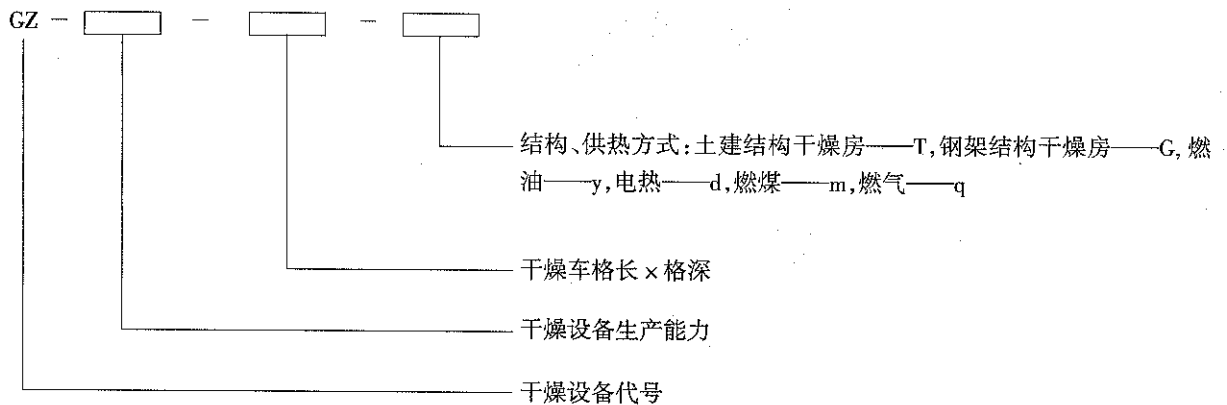 GZ - - -
结构、供热方式:土建结构干燥房——T,钢架结构干燥房——G,燃
油——y,电热——d,燃煤——m,燃气——q
干燥车格长×格深
干燥设备生产能力
干燥设备代号